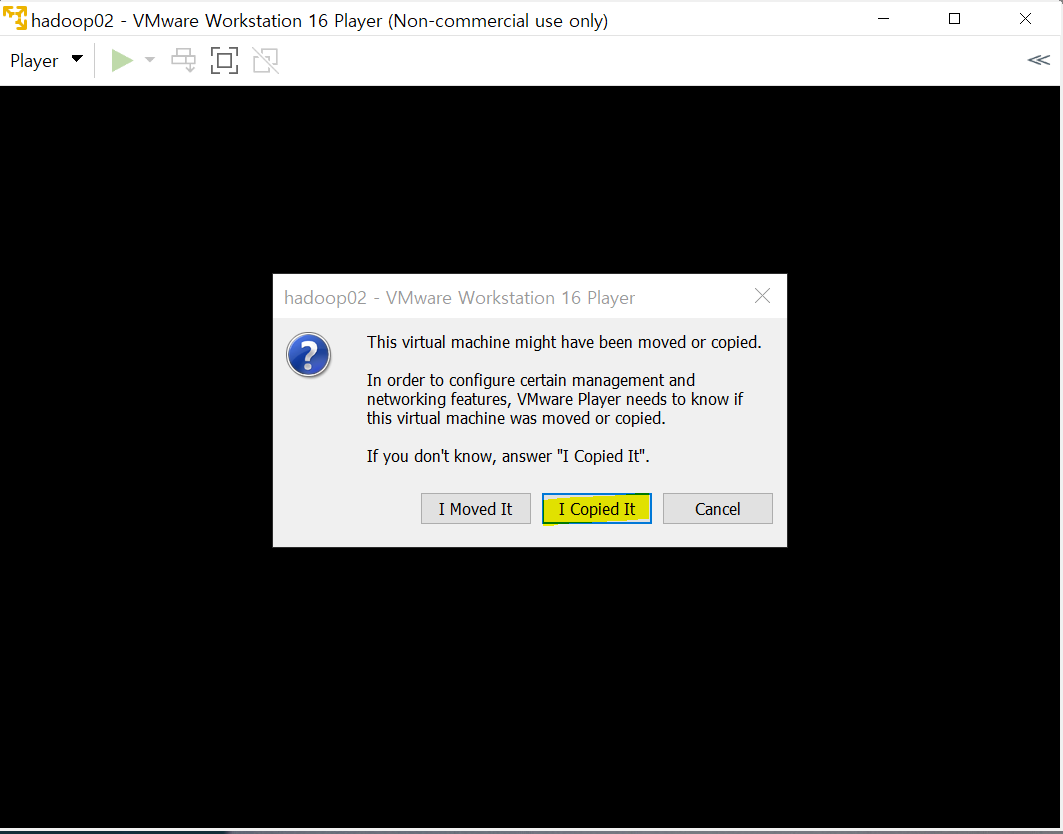 hadoop02 - VMware Workstation 16 Player (Non-commercial use only)
Player
hadoop02 - VMware Workstation 16 Player
This virtual machine might have been moved or copied.
In order to configure certain management and
networking features, VMware Player needs to know if
this virtual machine was moved or copied.
If you don't know, answer "I Copied It".
I Moved It
I Copied It
Cancel